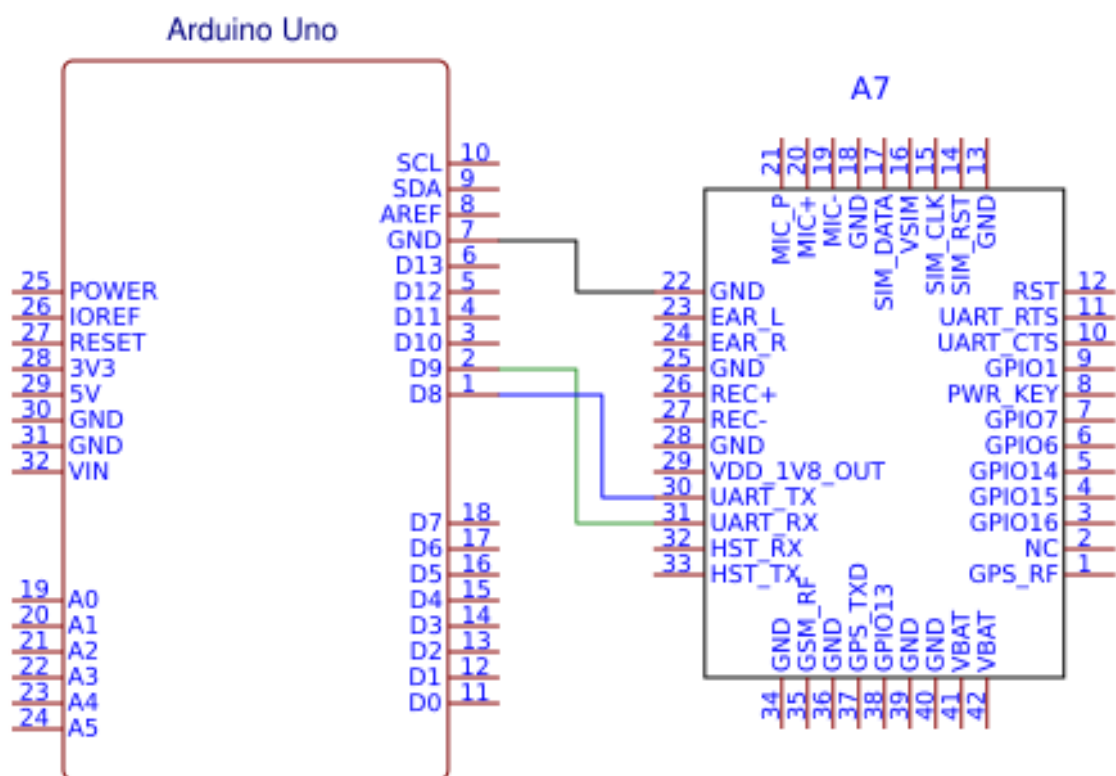 Arduino Uno
SCL 10
SDA 9
AREF 8
GND 7
D13 6
D12 5
D11 4
D10 3
D9 2
D8 1
D7 18
D6 17
D5 16
D4 15
D3 14
D2 13
D1 12
D0 11
25 POWER
26 IOREF
27 RESET
28 3V3
29 5V
30 GND
31 GND
32 VIN
19 A0
20 A1
21 A2
22 A3
23 A4
24 A5
A7
21 MIC_P
20 MIC+
19 MIC-
18 GND
17 SIM_DATA
16 VSIM
15 SIM_CLK
14 SIM_RST
13 GND
22 GND
23 EAR_L
24 EAR_R
25 GND
26 REC+
27 REC-
28 GND
29 VDD_1V8_OUT
30 UART_TX
31 UART_RX
32 HST_RX
33 HST_TX
RST 12
UART_RTS 11
UART_CTS 10
GPIO1 9
PWR_KEY 8
GPIO7 7
GPIO6 6
GPIO14 5
GPIO15 4
GPIO16 3
NC 2
GPS_RF 1
34 GND
35 GSM_RF
36 GND
37 GPS_TXD
38 GPIO13
39 GND
40 GND
41 VBAT
42 VBAT